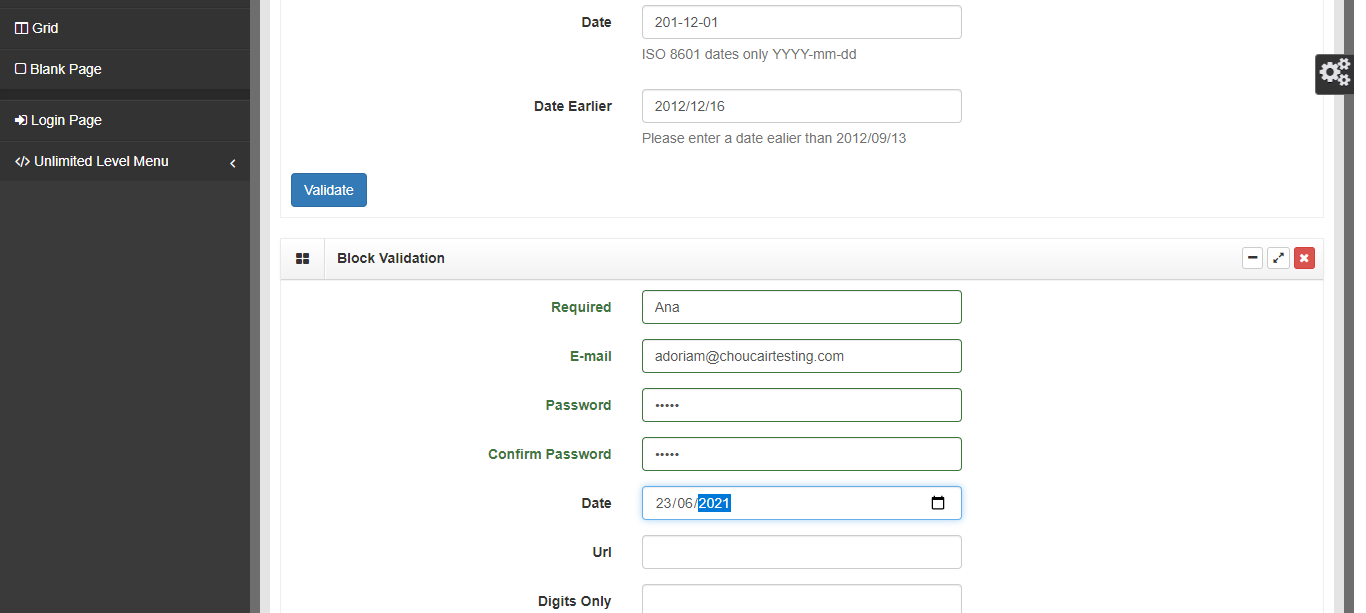 Grid
Blank Page
Login Page
Unlimited Level Menu
Date 201-12-01
ISO 8601 dates only YYYY-mm-dd
Date Earlier 2012/12/16
Please enter a date ealier than 2012/09/13
Validate
Block Validation
Required Ana
E-mail adoriam@choucairtesting.com
Password •••••
Confirm Password •••••
Date 23/06/2021
Url
Digits Only